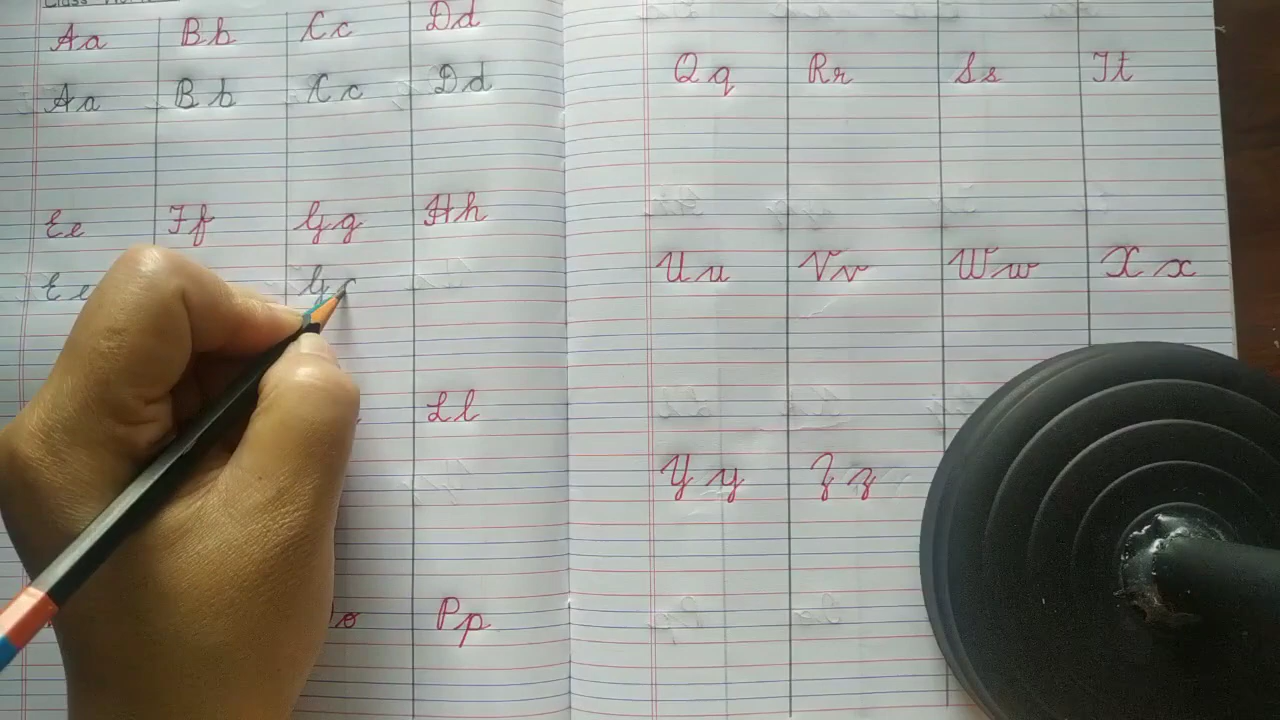 Aa Bb Cc Dd
Aa Bb Cc Dd
Ee Ff Gg Hh
Ee G
Ll
Pp
Qq Rr Ss Tt
Uu Vv Ww Xx
Yy Zz